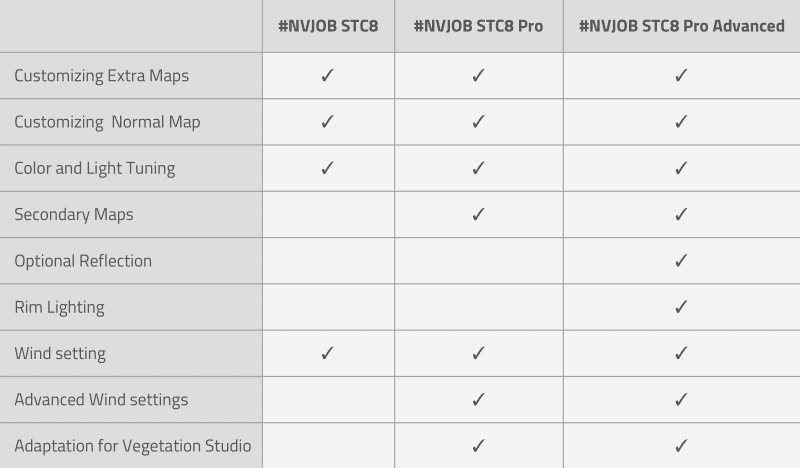 #NVJOB STC8 #NVJOB STC8 Pro #NVJOB STC8 Pro Advanced
Customizing Extra Maps ✓ ✓ ✓
Customizing  Normal Map ✓ ✓ ✓
Color and Light Tuning ✓ ✓ ✓
Secondary Maps ✓ ✓
Optional Reflection ✓
Rim Lighting ✓
Wind setting ✓ ✓ ✓
Advanced Wind settings ✓ ✓
Adaptation for Vegetation Studio ✓ ✓